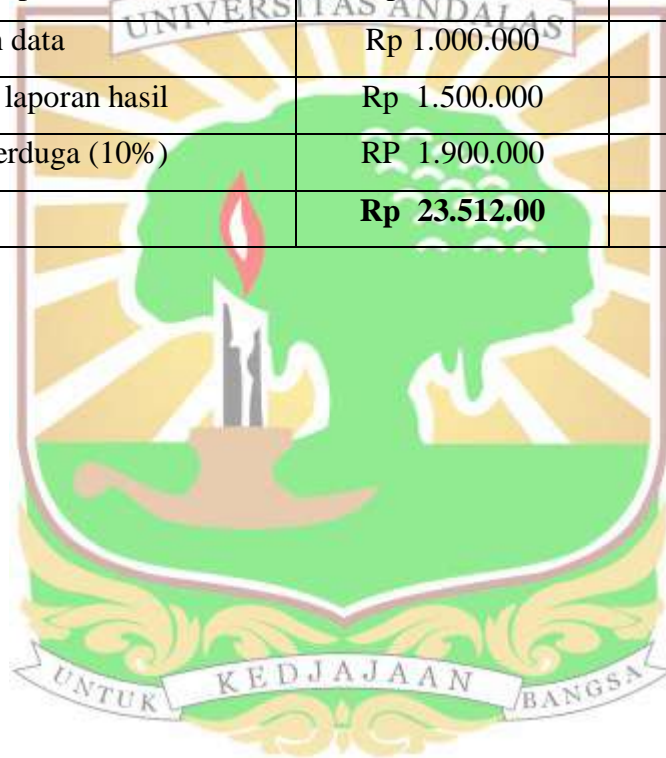 UNIVERSITAS ANDALAS
data Rp 1.000.000
laporan hasil Rp 1.500.000
erduga (10%) RP 1.900.000
Rp 23.512.00
UNTUK KEDJAJAAN BANGSA